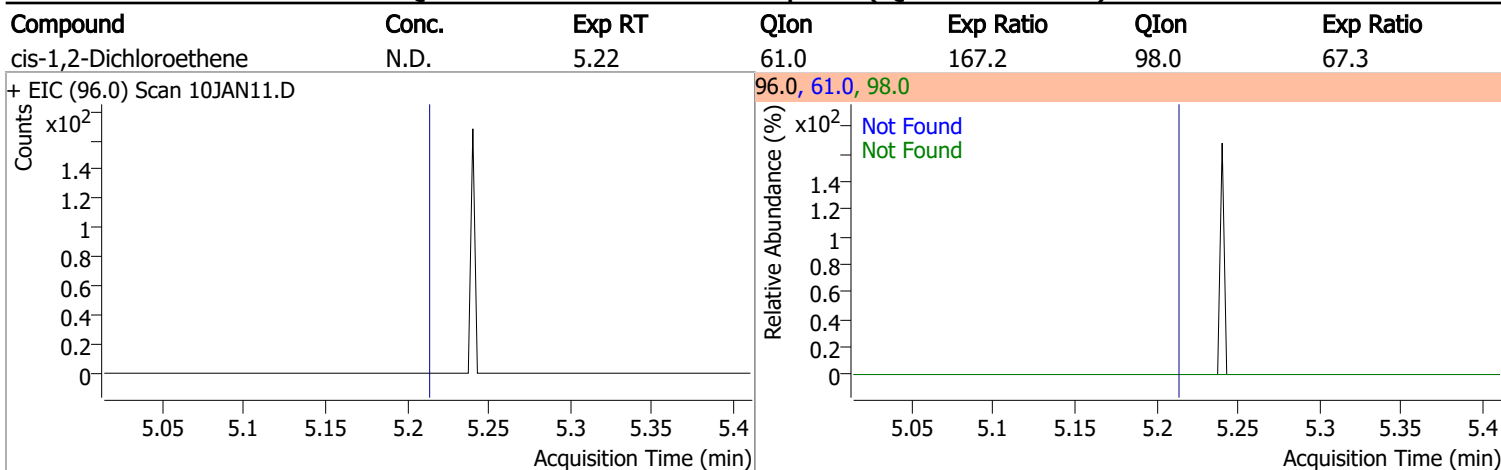 Compound Conc. Exp RT QIon Exp Ratio QIon Exp Ratio
cis-1,2-Dichloroethene N.D. 5.22 61.0 167.2 98.0 67.3
+ EIC (96.0) Scan 10JAN11.D
Counts
x10²
1.4
1.2
1
0.8
0.6
0.4
0.2
0
5.05 5.1 5.15 5.2 5.25 5.3 5.35 5.4
Acquisition Time (min)
96.0, 61.0, 98.0
Relative Abundance (%)
x10²
Not Found
Not Found
1.4
1.2
1
0.8
0.6
0.4
0.2
0
5.05 5.1 5.15 5.2 5.25 5.3 5.35 5.4
Acquisition Time (min)